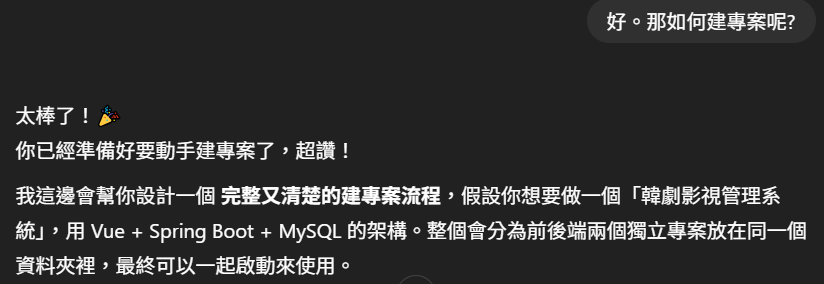 好。那如何建專案呢?
太棒了！🎉
你已經準備好要動手建專案了，超讚！
我這邊會幫你設計一個 完整又清楚的建專案流程，假設你想要做一個「韓劇影視管理系
統」，用 Vue + Spring Boot + MySQL 的架構。整個會分為前後端兩個獨立專案放在同一個
資料夾裡，最終可以一起啟動來使用。